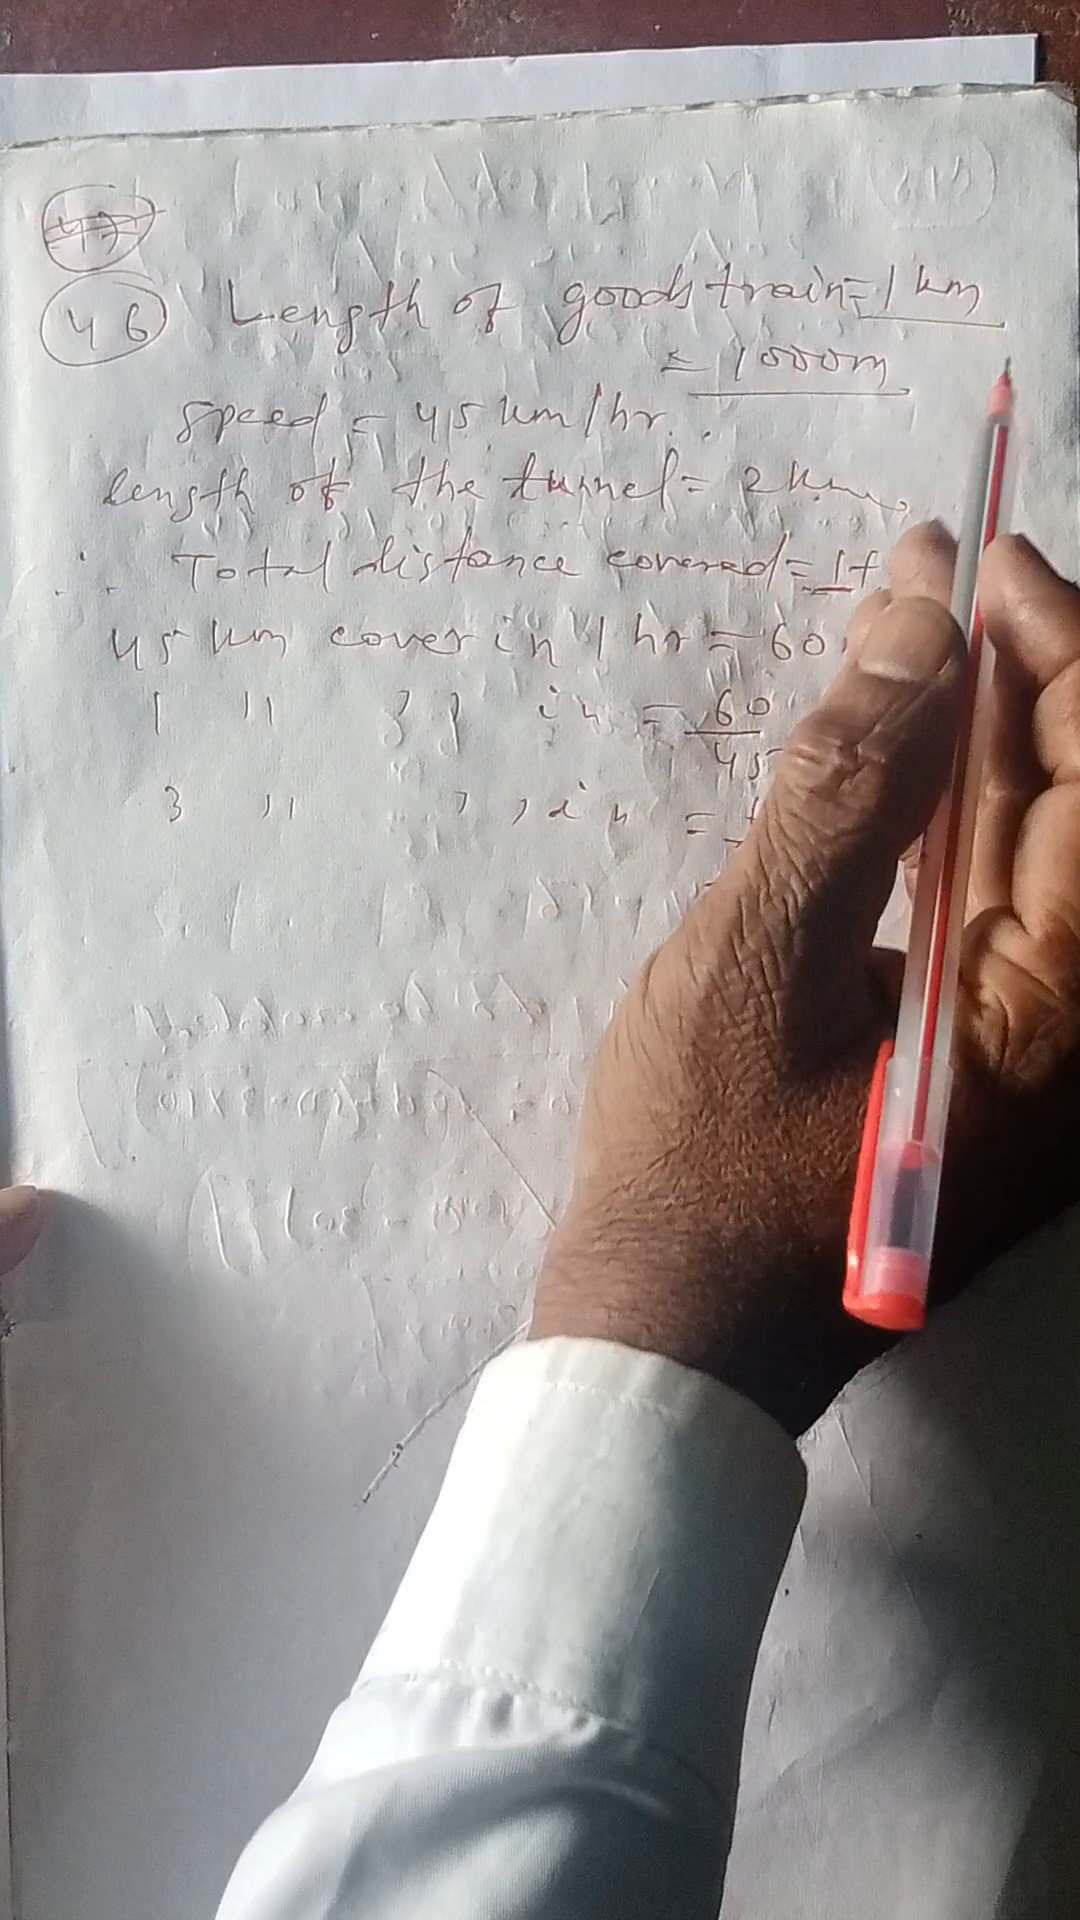 47
46 Length of goods train = 1 km
= 1000m
speed = 45 km/hr.
length of the tunnel = 2 km.
∴ Total distance covered = 1+
45 km cover in 1 hr = 60
1 " ,, in = 60/45
3 " ,, in =